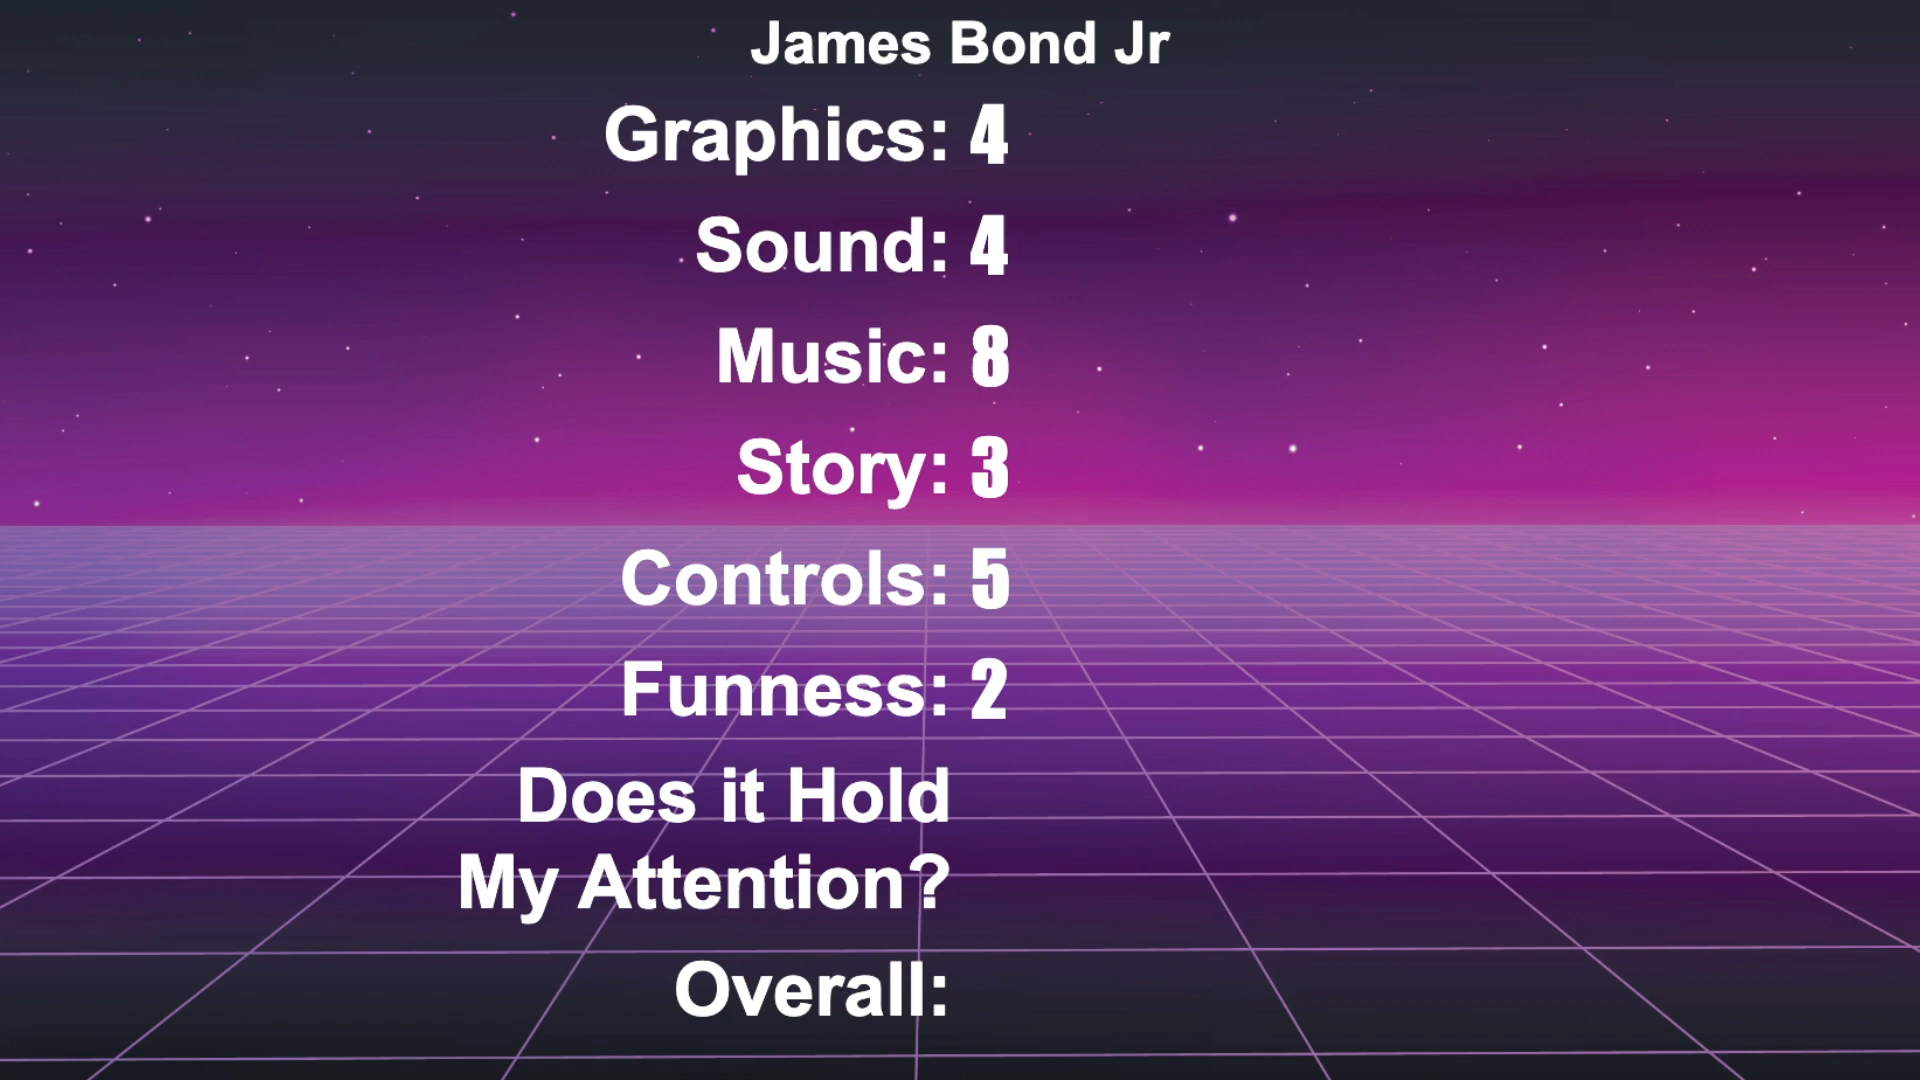 James Bond Jr
Graphics: 4
Sound: 4
Music: 8
Story: 3
Controls: 5
Funness: 2
Does it Hold
My Attention?
Overall: